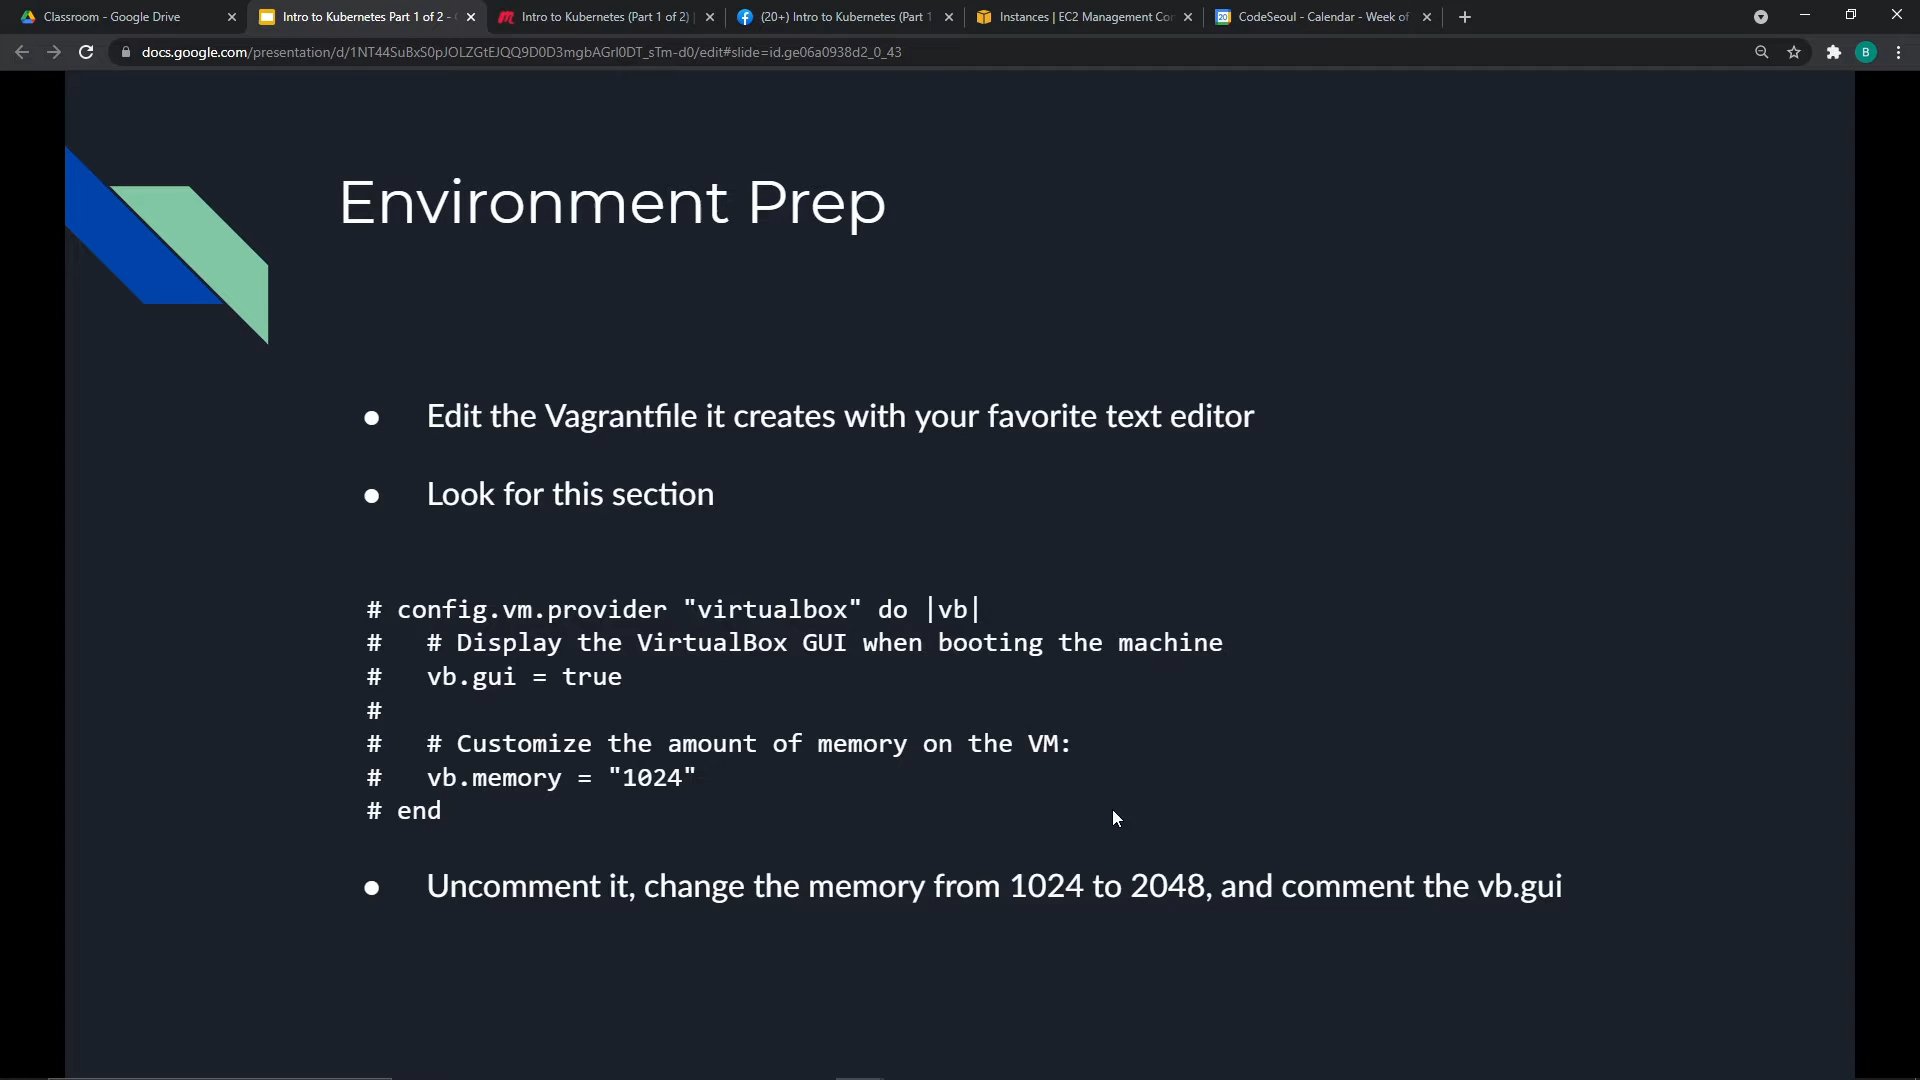 Classroom - Google Drive
Intro to Kubernetes Part 1 of 2 -
Intro to Kubernetes (Part 1 of 2)
(20+) Intro to Kubernetes (Part 1
Instances | EC2 Management Con
CodeSeoul - Calendar - Week of
docs.google.com/presentation/d/1NT44SuBxS0pJOLZGtEJQQ9D0D3mgbAGrI0DT_sTm-d0/edit#slide=id.ge06a0938d2_0_43
B
Environment Prep
● Edit the Vagrantfile it creates with your favorite text editor
● Look for this section
# config.vm.provider "virtualbox" do |vb|
#   # Display the VirtualBox GUI when booting the machine
#   vb.gui = true
#
#   # Customize the amount of memory on the VM:
#   vb.memory = "1024"
# end
● Uncomment it, change the memory from 1024 to 2048, and comment the vb.gui